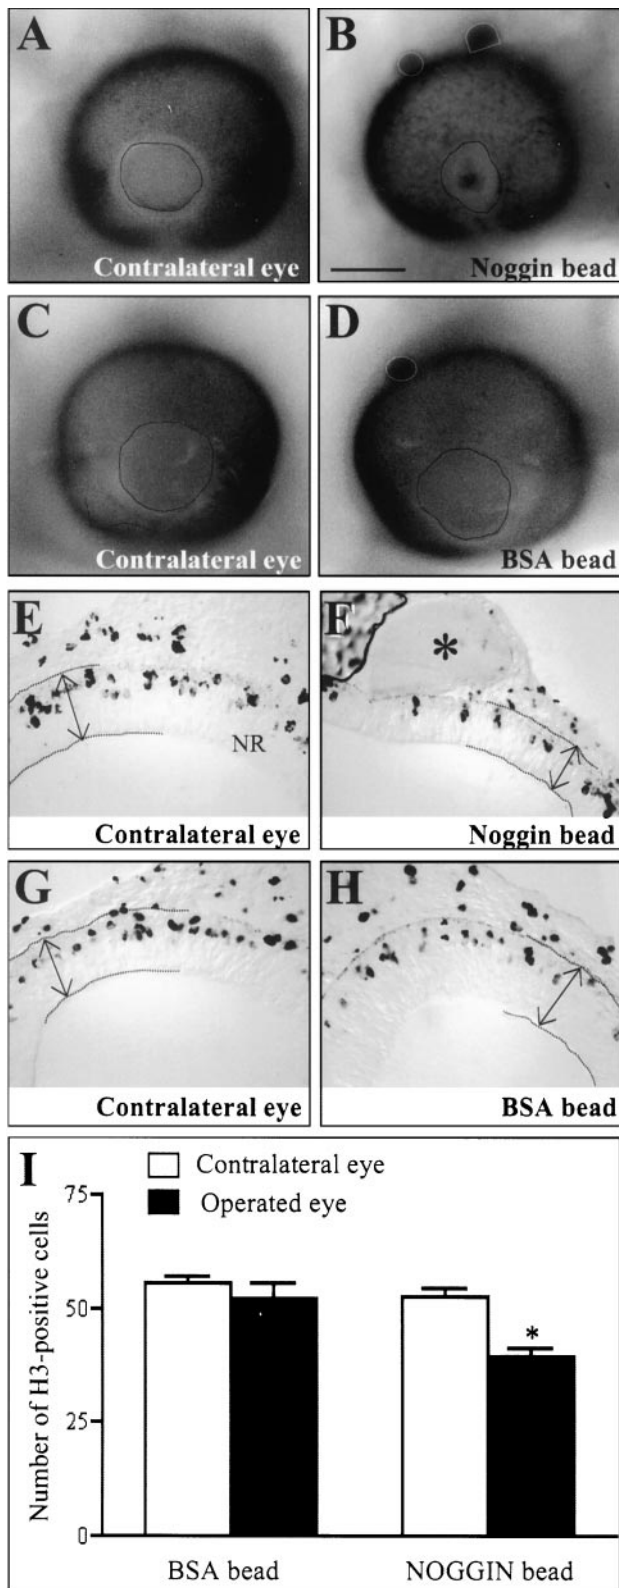 A
B
Contralateral eye
Noggin bead
C
D
Contralateral eye
BSA bead
E
F
*
NR
Contralateral eye
Noggin bead
G
H
Contralateral eye
BSA bead
I
Contralateral eye
Operated eye
Number of H3-positive cells
75
50
25
0
*
BSA bead
NOGGIN bead